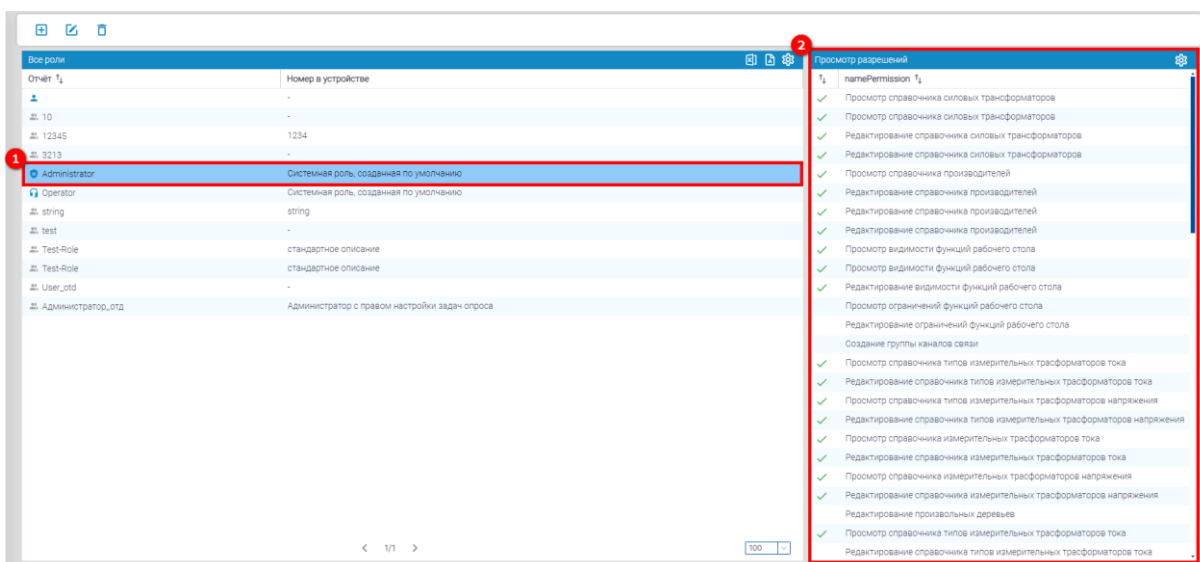 2
Все роли
Просмотр разрешений
Отчёт
Номер в устройстве
namePermission
-
10
-
12345
1234
3213
-
1
Administrator
Системная роль, созданная по умолчанию
Operator
Системная роль, созданная по умолчанию
string
string
test
-
Test-Role
стандартное описание
Test-Role
стандартное описание
User_otd
-
Администратор_отд
Администратор с правом настройки задач опроса
1/1
100
Просмотр справочника силовых трансформаторов
Просмотр справочника силовых трансформаторов
Редактирование справочника силовых трансформаторов
Редактирование справочника силовых трансформаторов
Просмотр справочника производителей
Редактирование справочника производителей
Редактирование справочника производителей
Редактирование справочника производителей
Просмотр видимости функций рабочего стола
Просмотр видимости функций рабочего стола
Редактирование видимости функций рабочего стола
Просмотр ограничений функций рабочего стола
Редактирование ограничений функций рабочего стола
Создание группы каналов связи
Просмотр справочника типов измерительных трасформаторов тока
Редактирование справочника типов измерительных трасформаторов тока
Просмотр справочника типов измерительных трасформаторов напряжения
Редактирование справочника типов измерительных трасформаторов напряжения
Просмотр справочника измерительных трасформаторов тока
Редактирование справочника измерительных трасформаторов тока
Просмотр справочника измерительных трасформаторов напряжения
Редактирование справочника измерительных трасформаторов напряжения
Редактирование произвольных деревьев
Просмотр справочника типов измерительных трасформаторов тока
Редактирование справочника типов измерительных трасформаторов тока